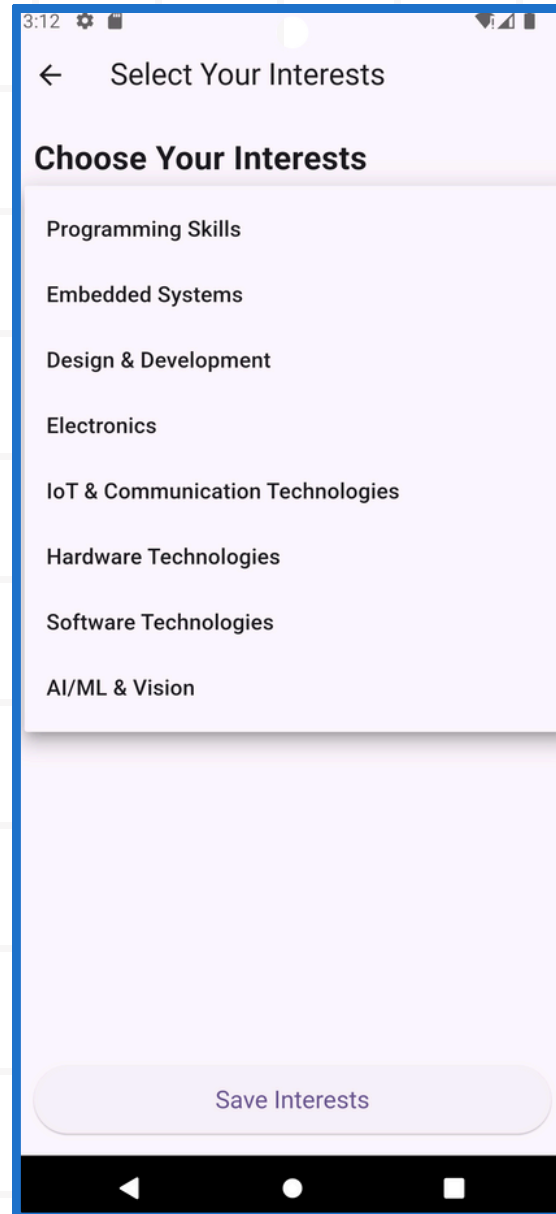 3:12
Select Your Interests
Choose Your Interests
Programming Skills
Embedded Systems
Design & Development
Electronics
IoT & Communication Technologies
Hardware Technologies
Software Technologies
AI/ML & Vision
Save Interests